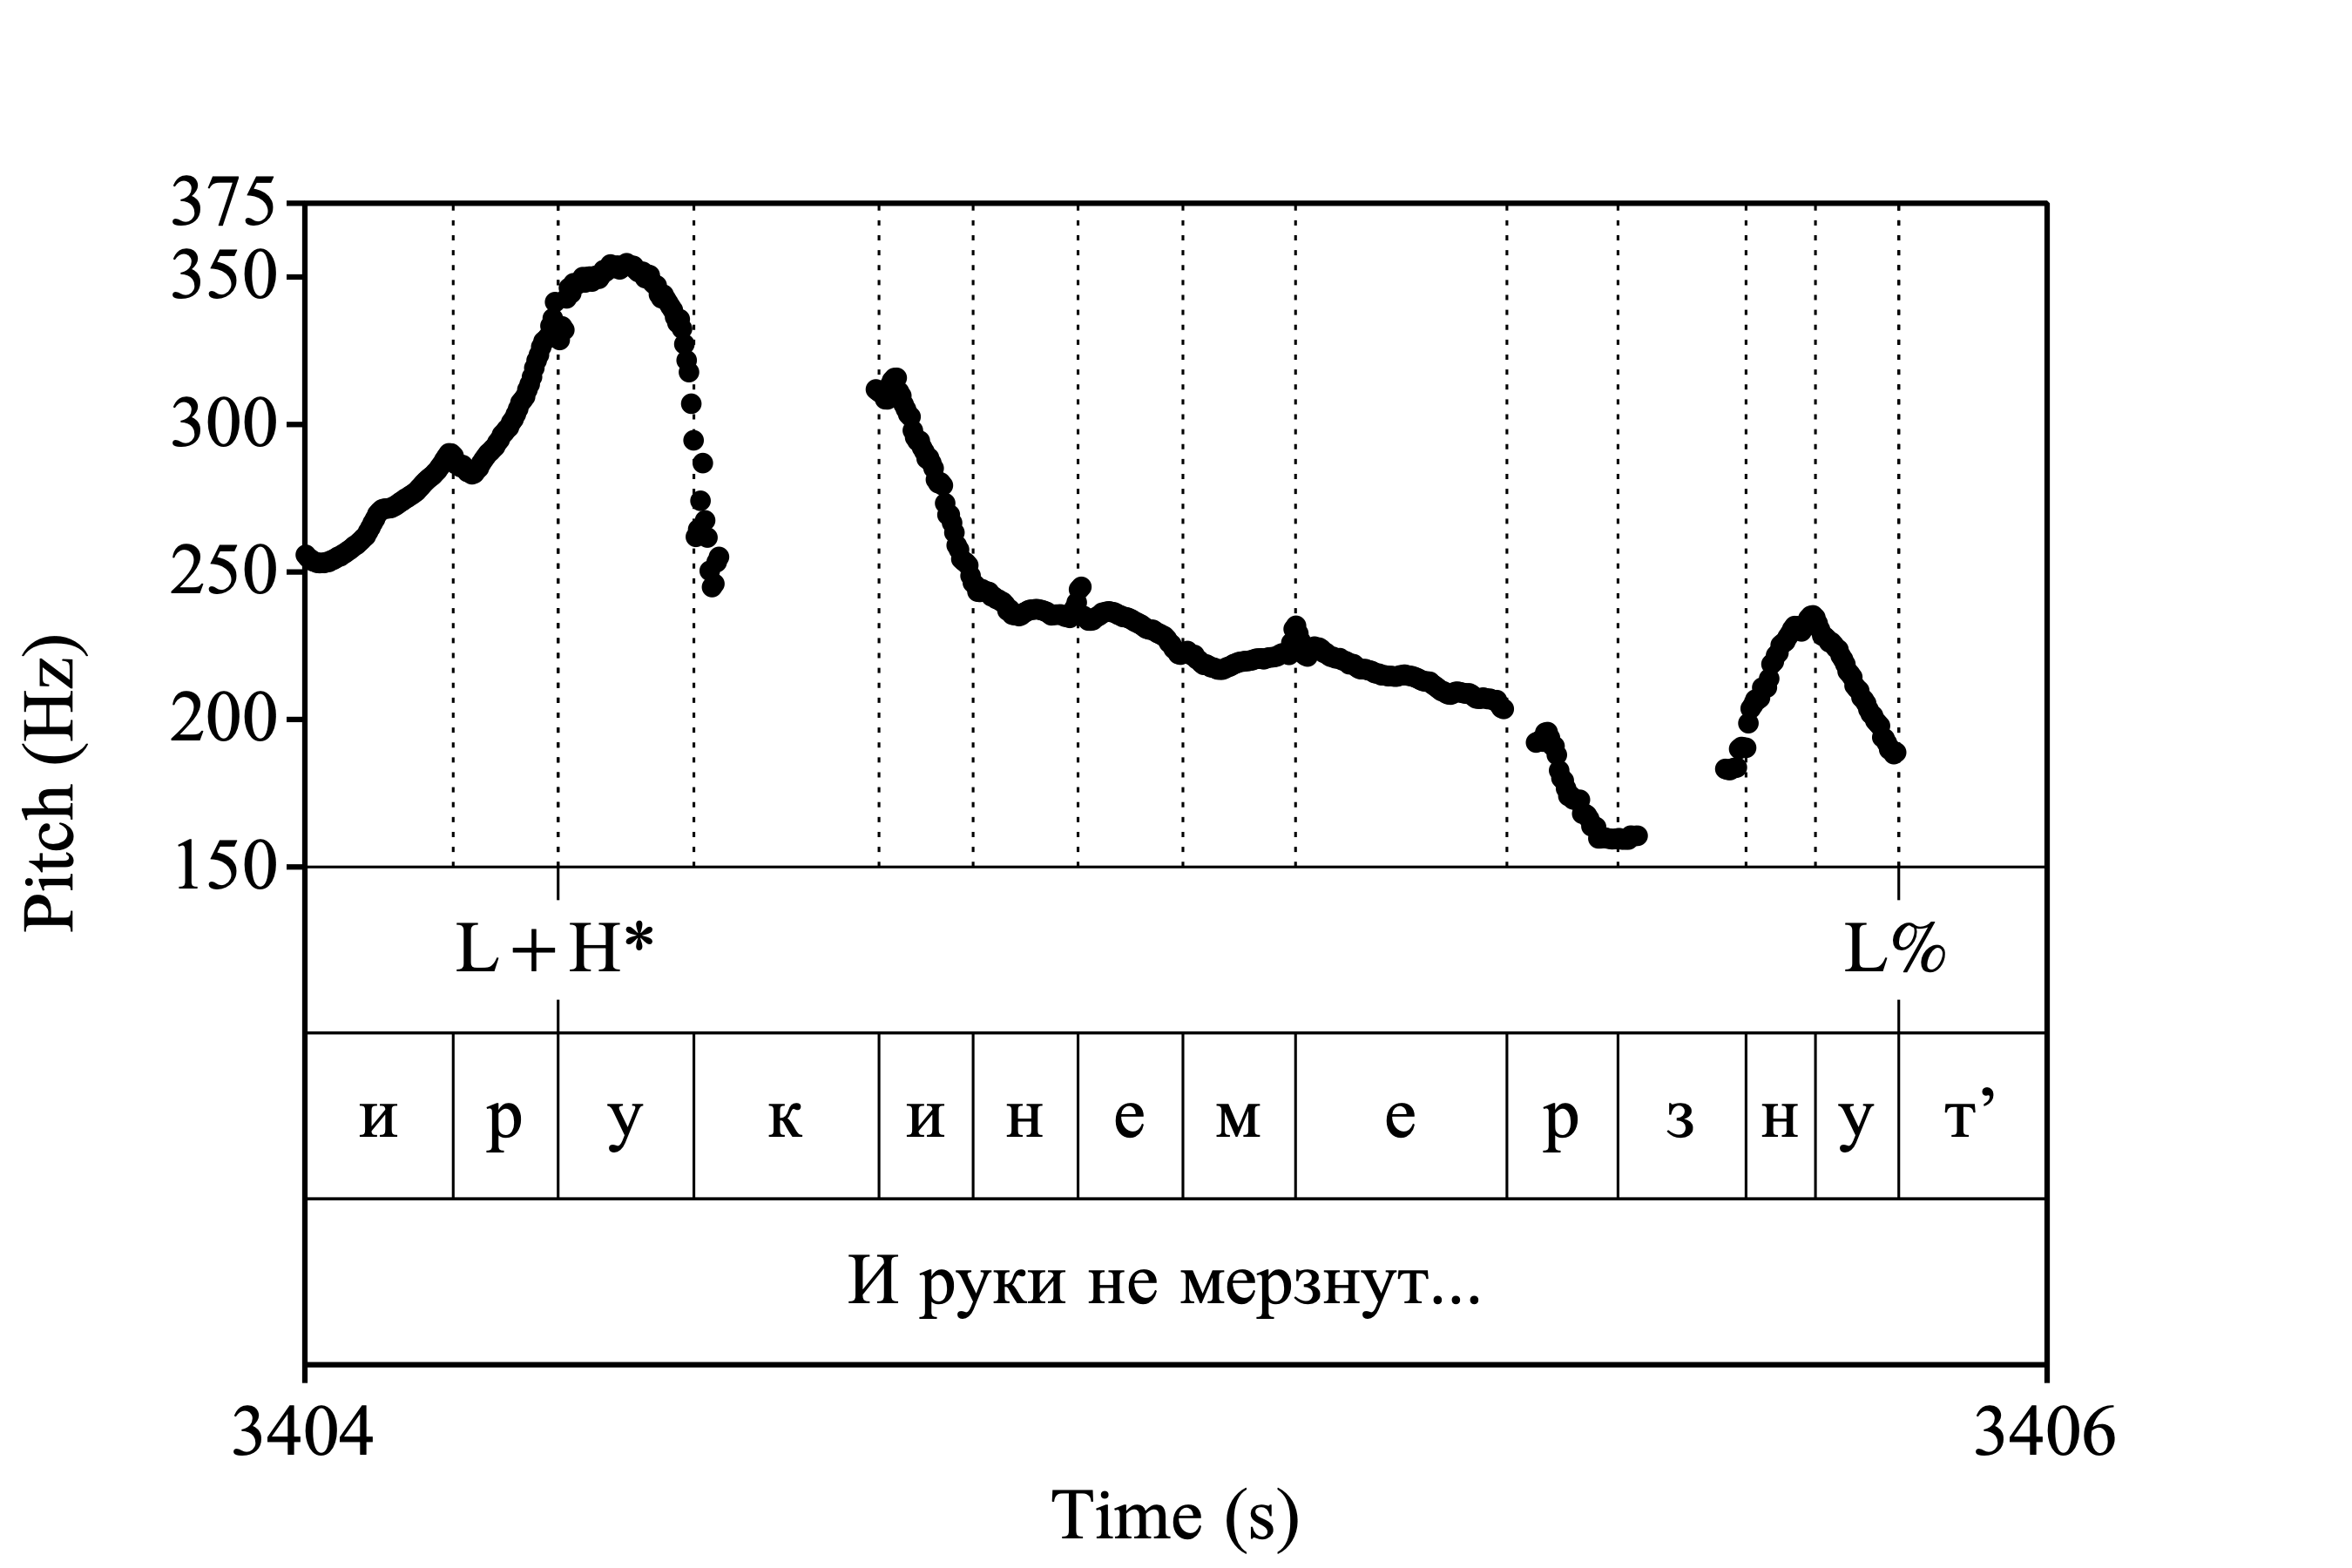 375
350
300
250
200
150
Pitch (Hz)
L+H* L%
и р у к и н е м е р з н у т’
И руки не мерзнут...
3404 3406
Time (s)